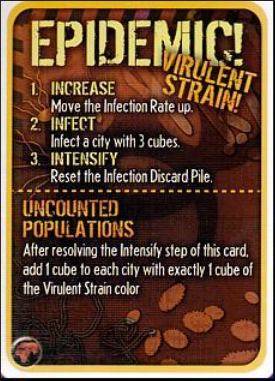 EPIDEMIC!
VIRULENT
STRAIN!
1. INCREASE
Move the Infection Rate up.
2. INFECT
Infect a city with 3 cubes.
3. INTENSIFY
Reset the Infection Discard Pile.
UNCOUNTED
POPULATIONS
After resolving the Intensify step of this card,
add 1 cube to each city with exactly 1 cube of
the Virulent Strain color